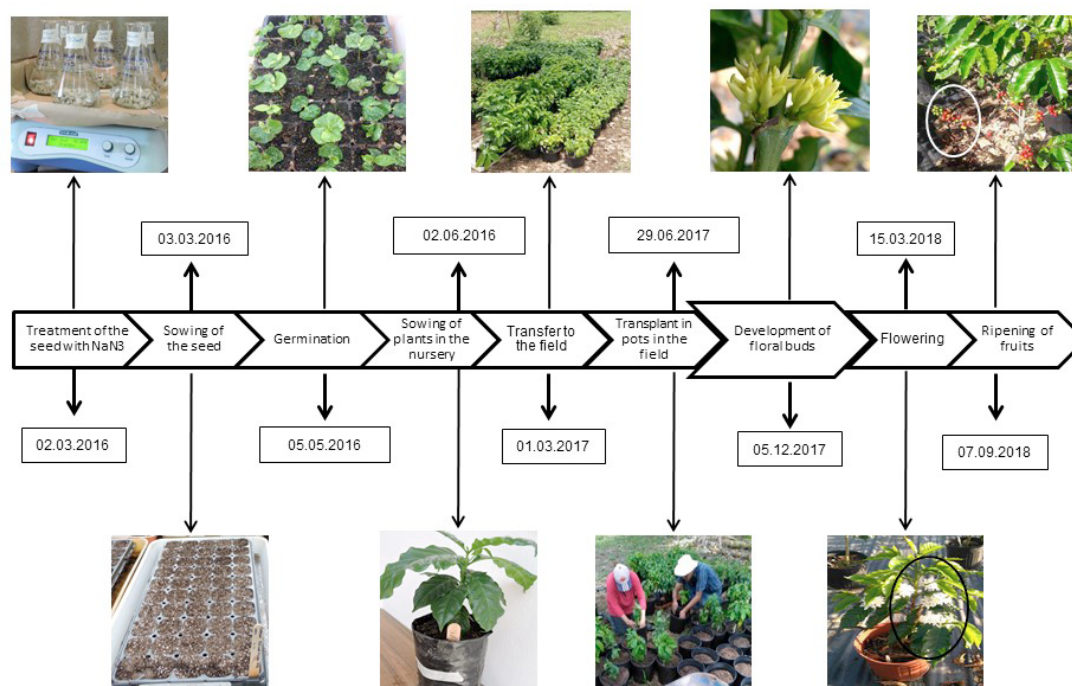 03.03.2016
02.06.2016
29.06.2017
15.03.2018
Treatment of the
seed with NaN3
Sowing of
the seed
Germination
Sowing of
plants in the
nursery
Transfer to
the field
Transplant in
pots in the
field
Development of
floral buds
Flowering
Ripening of
fruits
02.03.2016
05.05.2016
01.03.2017
05.12.2017
07.09.2018